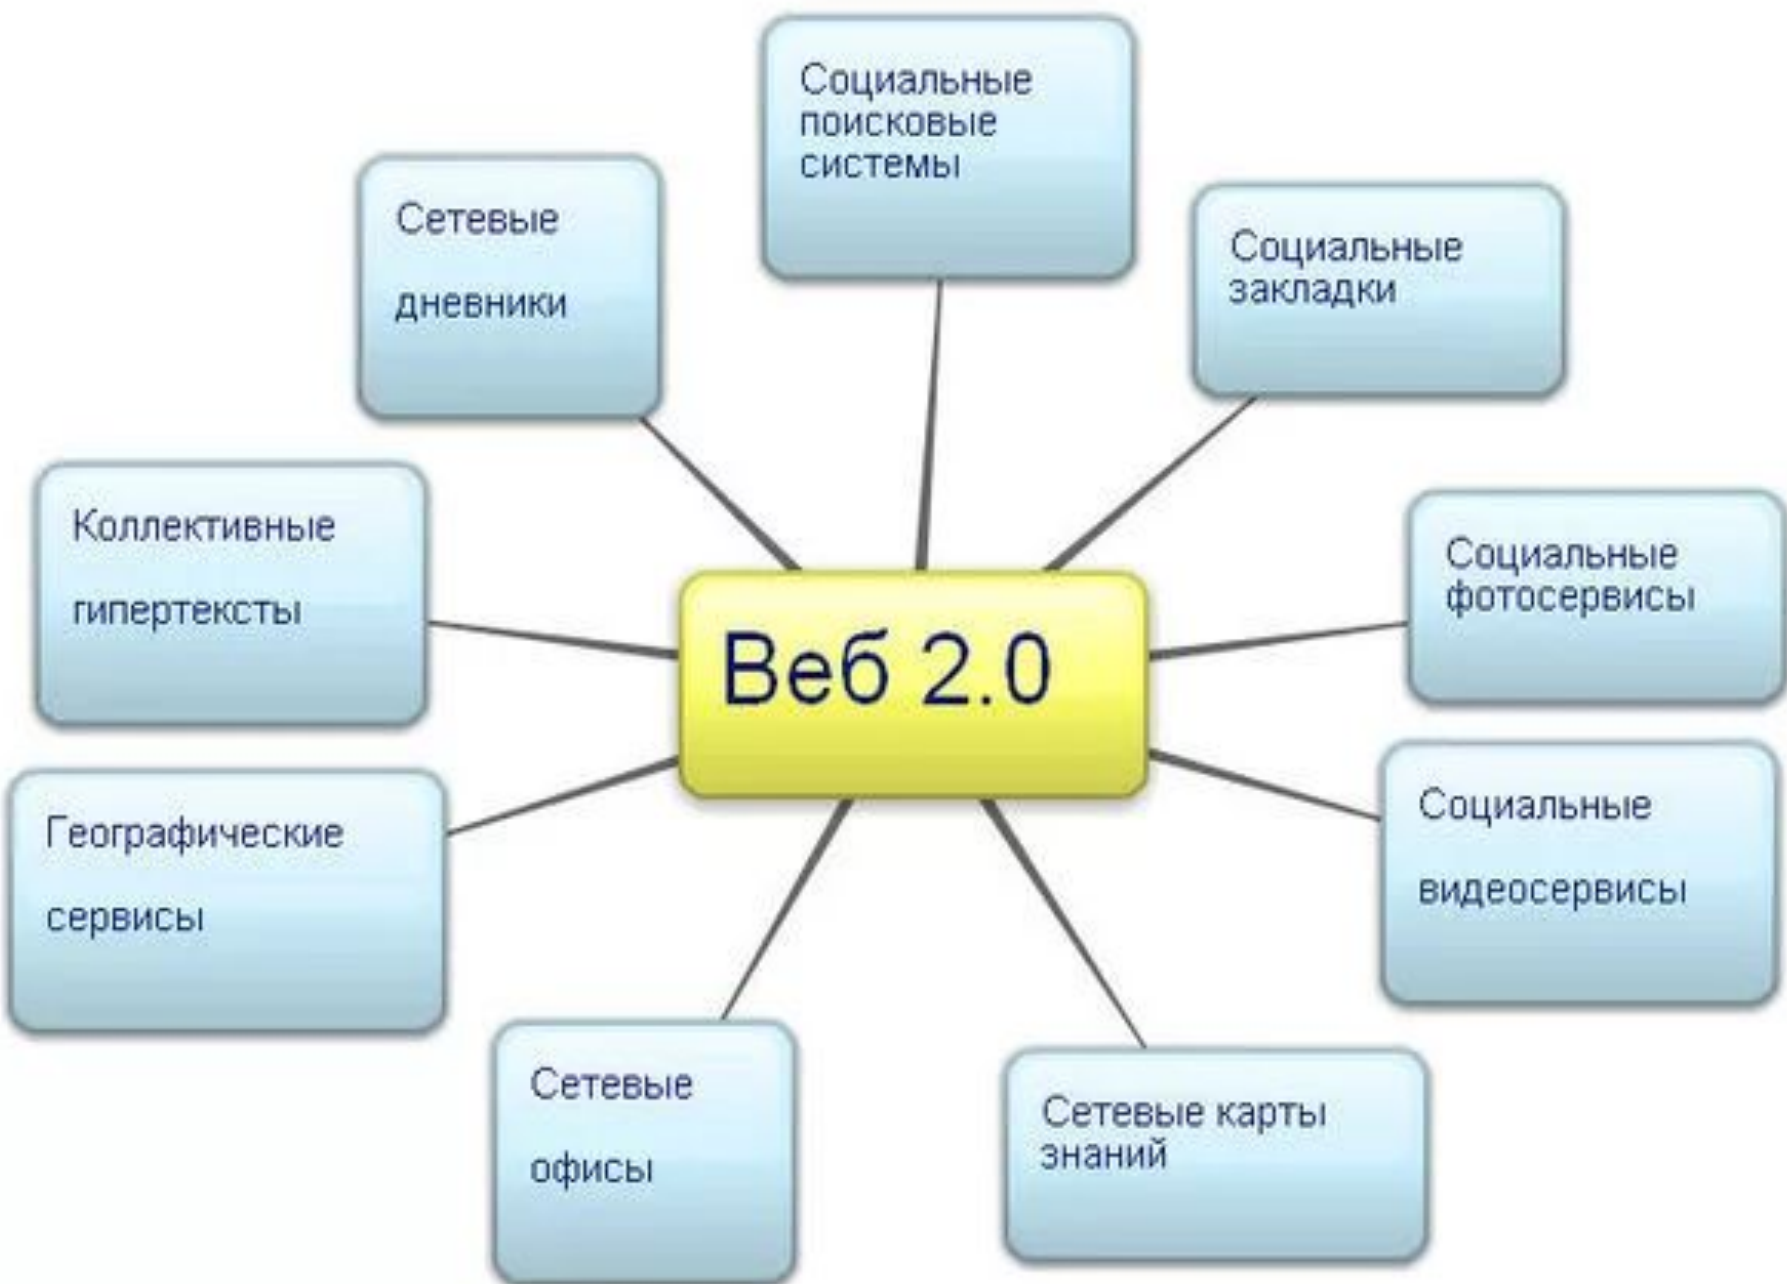 Социальные
поисковые
системы
Сетевые
дневники
Социальные
закладки
Коллективные
гипертексты
Социальные
фотосервисы
Веб 2.0
Географические
сервисы
Социальные
видеосервисы
Сетевые
офисы
Сетевые карты
знаний